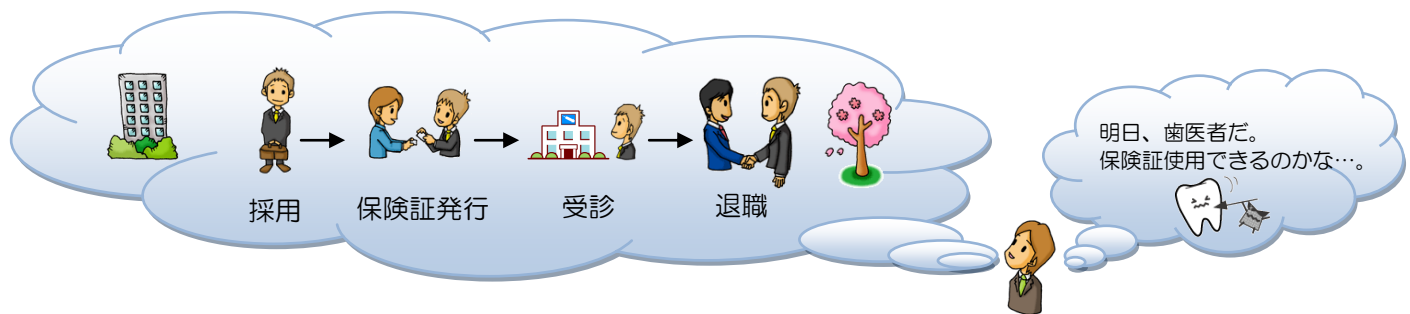 採用
保険証発行
受診
退職
明日、歯医者だ。
保険証使用できるのかな…。